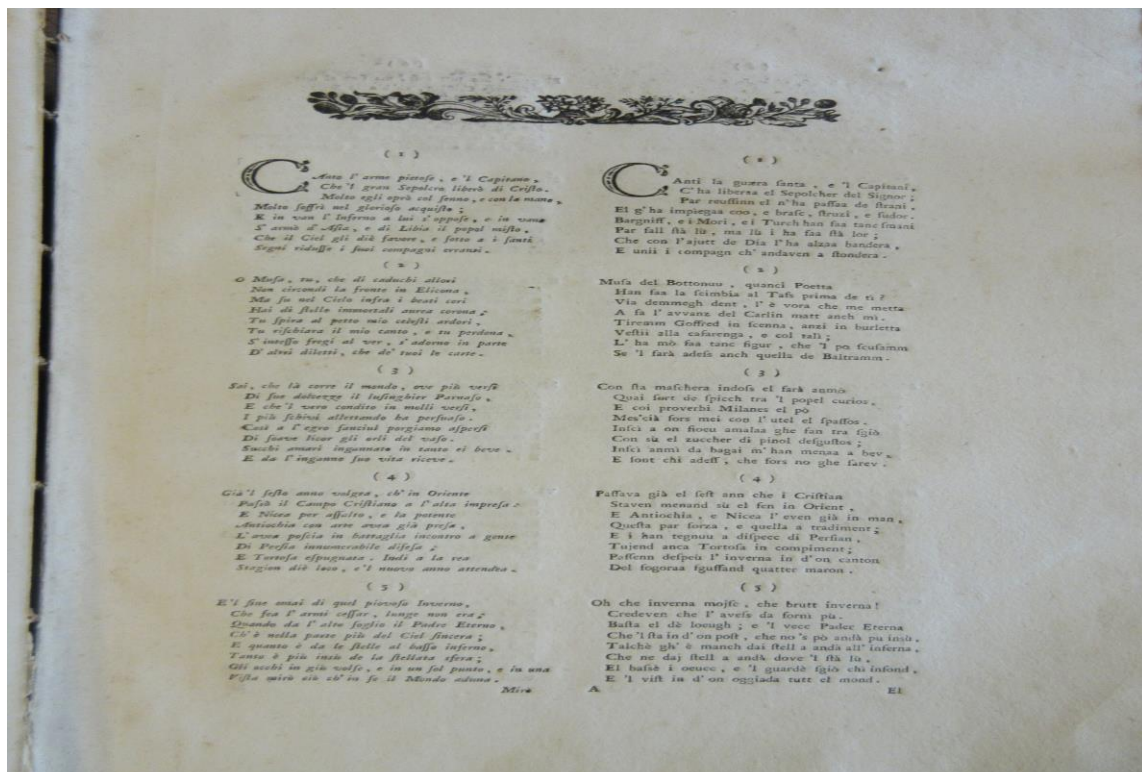 ( 1 )
CAnto l'arme pietoſe, e 'l Capitano,
Che 'l gran Sepolcro liberò di Criſto.
Molto egli oprò col ſenno, e con la mano,
Molto ſoffrì nel glorioſo acquiſto;
E in van l'Inferno a lui s'oppoſe, e in vano
S'armò d'Aſia, e di Libia il popol miſto,
Che il Ciel gli diè favore, e ſotto a i ſanti
Segni riduſſe i ſuoi compagni erranti.
( 2 )
O Muſa, tu, che di caduchi allori
Non circondi la fronte in Elicona,
Ma ſu nel Cielo infra i beati cori
Hai di ſtelle immortali aurea corona;
Tu ſpira al petto mio celeſti ardori,
Tu riſchiara il mio canto, e tu perdona,
S'inteſſo fregi al ver, s'adorno in parte
D'altri diletti, che de' tuoi le carte.
( 3 )
Sai, che là corre il mondo, ove più verſi
Di ſue dolcezze il luſinghier Parnaſo,
E che 'l vero condito in molli verſi,
I più ſchivi allettando ha perſuaſo.
Così a l'egro fanciul porgiamo aſperſi
Di ſoave licor gli orli del vaſo.
Succhi amari ingannato in tanto ei beve,
E da l'inganno ſuo vita riceve.
( 4 )
Già 'l ſeſto anno volgea, ch' in Oriente
Paſsò il Campo Criſtiano a l'alta impreſa:
E Nicea per aſſalto, e la potente
Antiochia con arte avea già preſa.
L'avea poſcia in battaglia incontro a gente
Di Perſia innumerabile difeſa;
E Tortoſa eſpugnata. Indi a la rea
Stagion diè loco, e 'l nuovo anno attendea.
( 5 )
E 'l fine omai di quel piovoſo Inverno,
Che fea l'armi ceſſar, lunge non era;
Quando da l'alto ſoglio il Padre Eterno,
Ch'è nella parte più del Ciel ſincera;
E quanto è da le ſtelle al baſſo inferno,
Tanto è più inſù de la ſtellata sfera;
Gli occhi in giù volſe, e in un ſol punto, e in una
Viſta mirò ciò ch'in ſe il Mondo aduna.
Mirò
( 1 )
CAnti la guæra ſanta, e 'l Capitani,
C'ha liberaa el Sepolcher del Signor;
Par reuſſinn el n'ha paſſaa de ſtrani.
El g'ha impiegaa coo, e braſc, ſtruzi, e ſudor.
Bargniff, e i Mori, e i Turch han faa tanc ſmani
Par fall ſtà lù, ma lù i ha faa ſtà lor;
Che con l'ajutt de Dia l'ha alzaa bandera,
E unii i compagn ch' andaven a ſtondera.
( 2 )
Muſa del Bottonuu, quanci Poetta
Han faa la ſcimbia al Taſs prima de tì?
Via demmegh dent, l'è vora che me metta
A fa l'avvanz del Carlin matt anch mì.
Tiremm Goffred in ſcenna, anzi in burletta
Veſtii alla cafarenga, e col talì;
L'ha mò faa tanc figur, che 'l pò ſcuſamm
Se 'l farà adeſs anch quella de Baltramm.
( 3 )
Con ſta maſchera indoſs el farà anmò
Quai ſort de ſpicch tra 'l popel curios,
E coi proverbi Milanes el pò
Meſ'cià fors mei con l'utel el ſpaſſos.
Inſcì a on fioeu amalaa ghe fan tra ſgiò
Con sù el zuccher di pinol deſguſtos;
Inſcì anmì da bagai m'han menaa a bev,
E ſont chì adeſſ, che fors no ghe ſarev.
( 4 )
Paſſava già el ſeſt ann che i Criſtian
Staven menand sù el fen in Orient,
E Antiochia, e Nicea l'even già in man,
Queſta par forza, e quella a tradiment;
E i han tegnuu a diſpecc di Perſian,
Tujend anca Tortoſa in compiment;
Poſſenn deſpeù l'inverna in d'on canton
Del fogoraa ſguſſand quatter maron.
( 5 )
Oh che inverna mojſc, che brutt inverna!
Credeven che l'aveſs da fornì pù.
Baſta el dè loeugh; e 'l vecc Pader Eterna
Che 'l ſta in d'on poſt, che no 's pò andà pu inſù,
Taichè gh'è manch dai ſtell a andà all' inferna,
Che ne daj ſtell a andà dove 'l ſtà lù,
El baſsè i oeucc, e 'l guardè ſgiò chì inſond,
E 'l viſt in d'on oggiada tutt el mond.
A
El